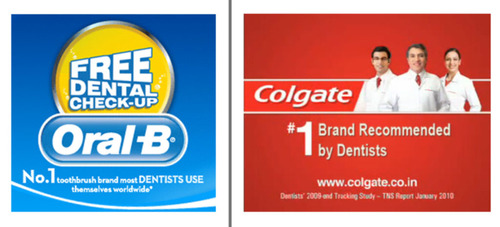 FREE
DENTAL
CHECK-UP
Oral-B®
No.1 toothbrush brand most DENTISTS USE
themselves worldwide*
Colgate
#1 Brand Recommended
by Dentists
www.colgate.co.in
Dentists' 2009-end Tracking Study – TNS Report January 2010